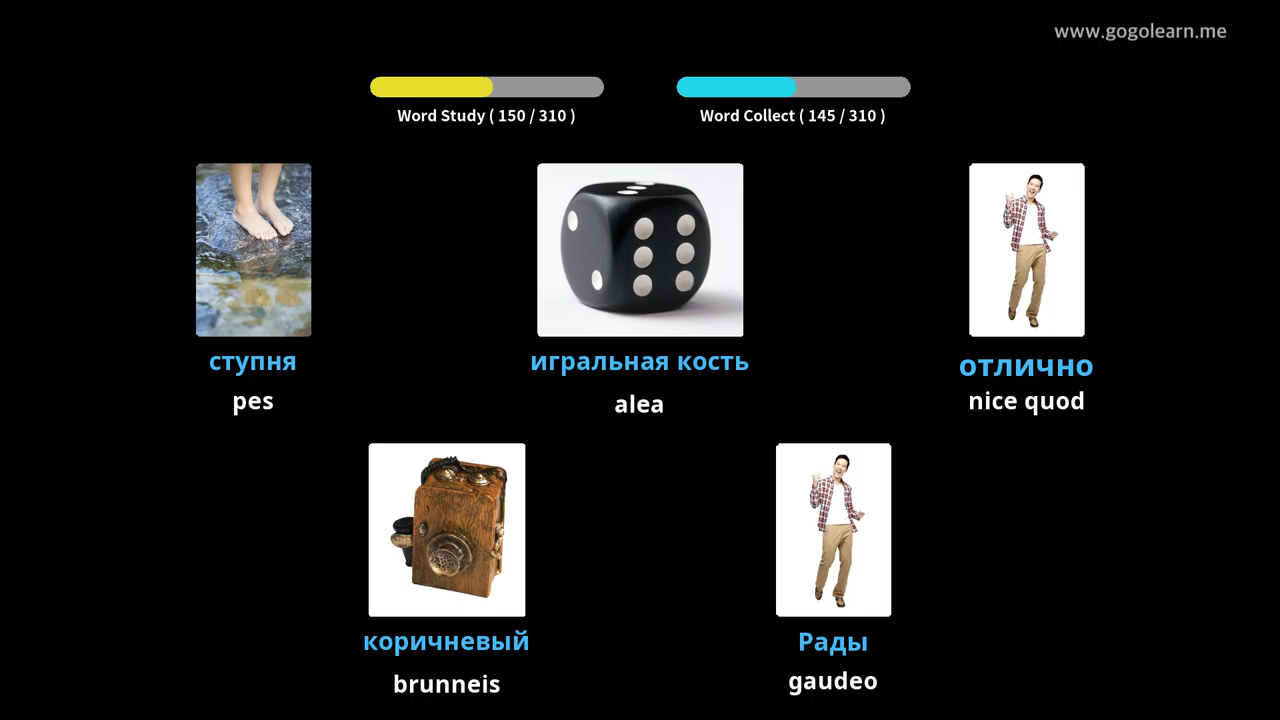 www.gogolearn.me
Word Study ( 150 / 310 )
Word Collect ( 145 / 310 )
ступня
pes
игральная кость
alea
отлично
nice quod
коричневый
brunneis
Рады
gaudeo